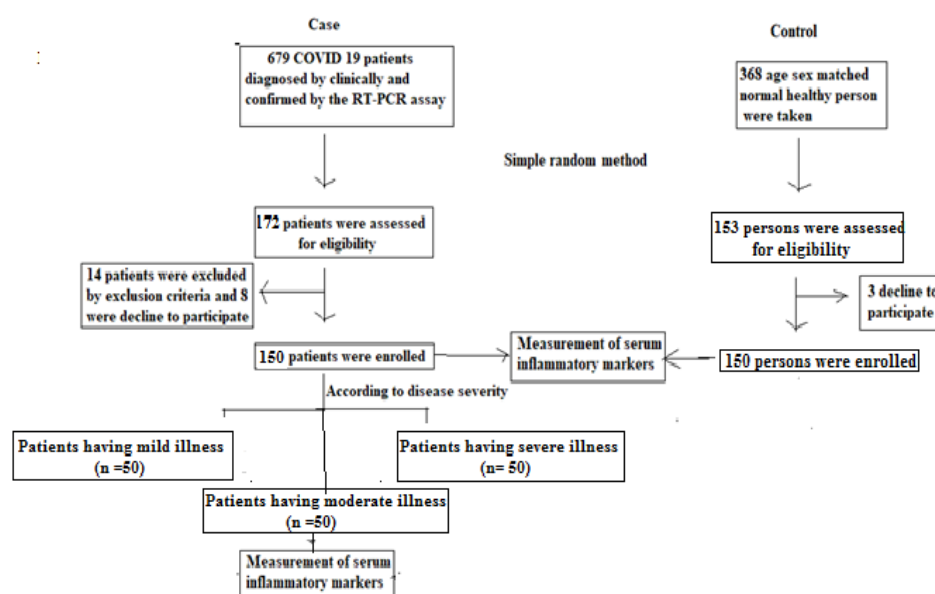 Case
679 COVID 19 patients
diagnosed by clinically and
confirmed by the RT-PCR assay
Control
368 age sex matched
normal healthy person
were taken
Simple random method
172 patients were assessed
for eligibility
153 persons were assessed
for eligibility
14 patients were excluded
by exclusion criteria and 8
were decline to participate
3 decline to
participate
150 patients were enrolled
Measurement of serum
inflammatory markers
150 persons were enrolled
According to disease severity
Patients having mild illness
(n =50)
Patients having severe illness
(n= 50)
Patients having moderate illness
(n =50)
Measurement of serum
inflammatory markers